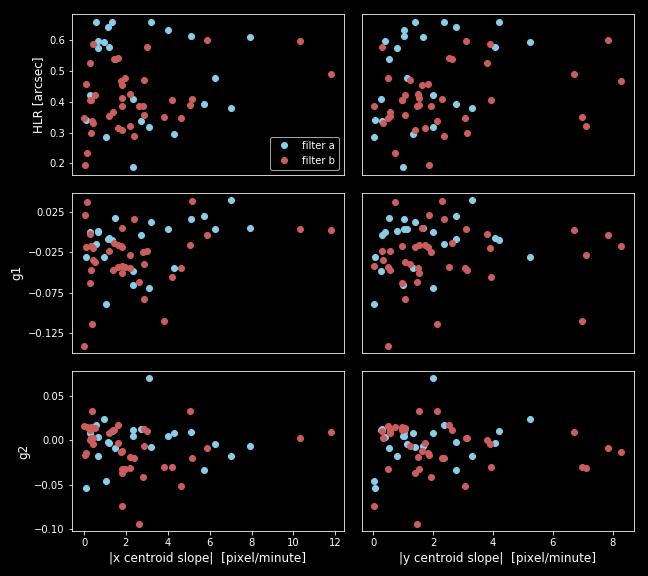 0.6
0.5
0.4
0.3
0.2
HLR [arcsec]
filter a
filter b
0.025
−0.025
−0.075
−0.125
g1
0.05
0.00
−0.05
−0.10
g2
0 2 4 6 8 10 12
0 2 4 6 8
|x centroid slope| [pixel/minute]
|y centroid slope| [pixel/minute]